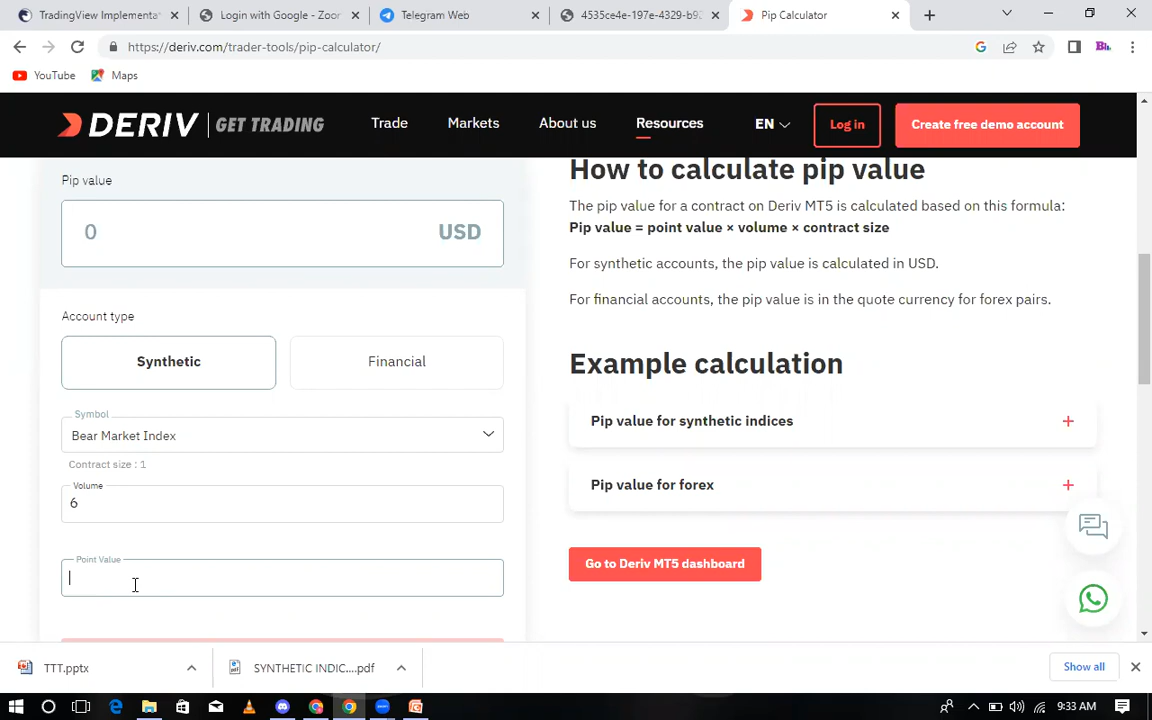 TradingView Implementa
Login with Google - Zoor
Telegram Web
4535ce4e-197e-4329-b9
Pip Calculator
https://deriv.com/trader-tools/pip-calculator/
YouTube
Maps
DERIV | GET TRADING
Trade
Markets
About us
Resources
EN
Log in
Create free demo account
Pip value
0
USD
Account type
Synthetic
Financial
Symbol
Bear Market Index
Contract size : 1
Volume
6
Point Value
How to calculate pip value
The pip value for a contract on Deriv MT5 is calculated based on this formula:
Pip value = point value × volume × contract size
For synthetic accounts, the pip value is calculated in USD.
For financial accounts, the pip value is in the quote currency for forex pairs.
Example calculation
Pip value for synthetic indices
Pip value for forex
Go to Deriv MT5 dashboard
TTT.pptx
SYNTHETIC INDIC....pdf
Show all
9:33 AM